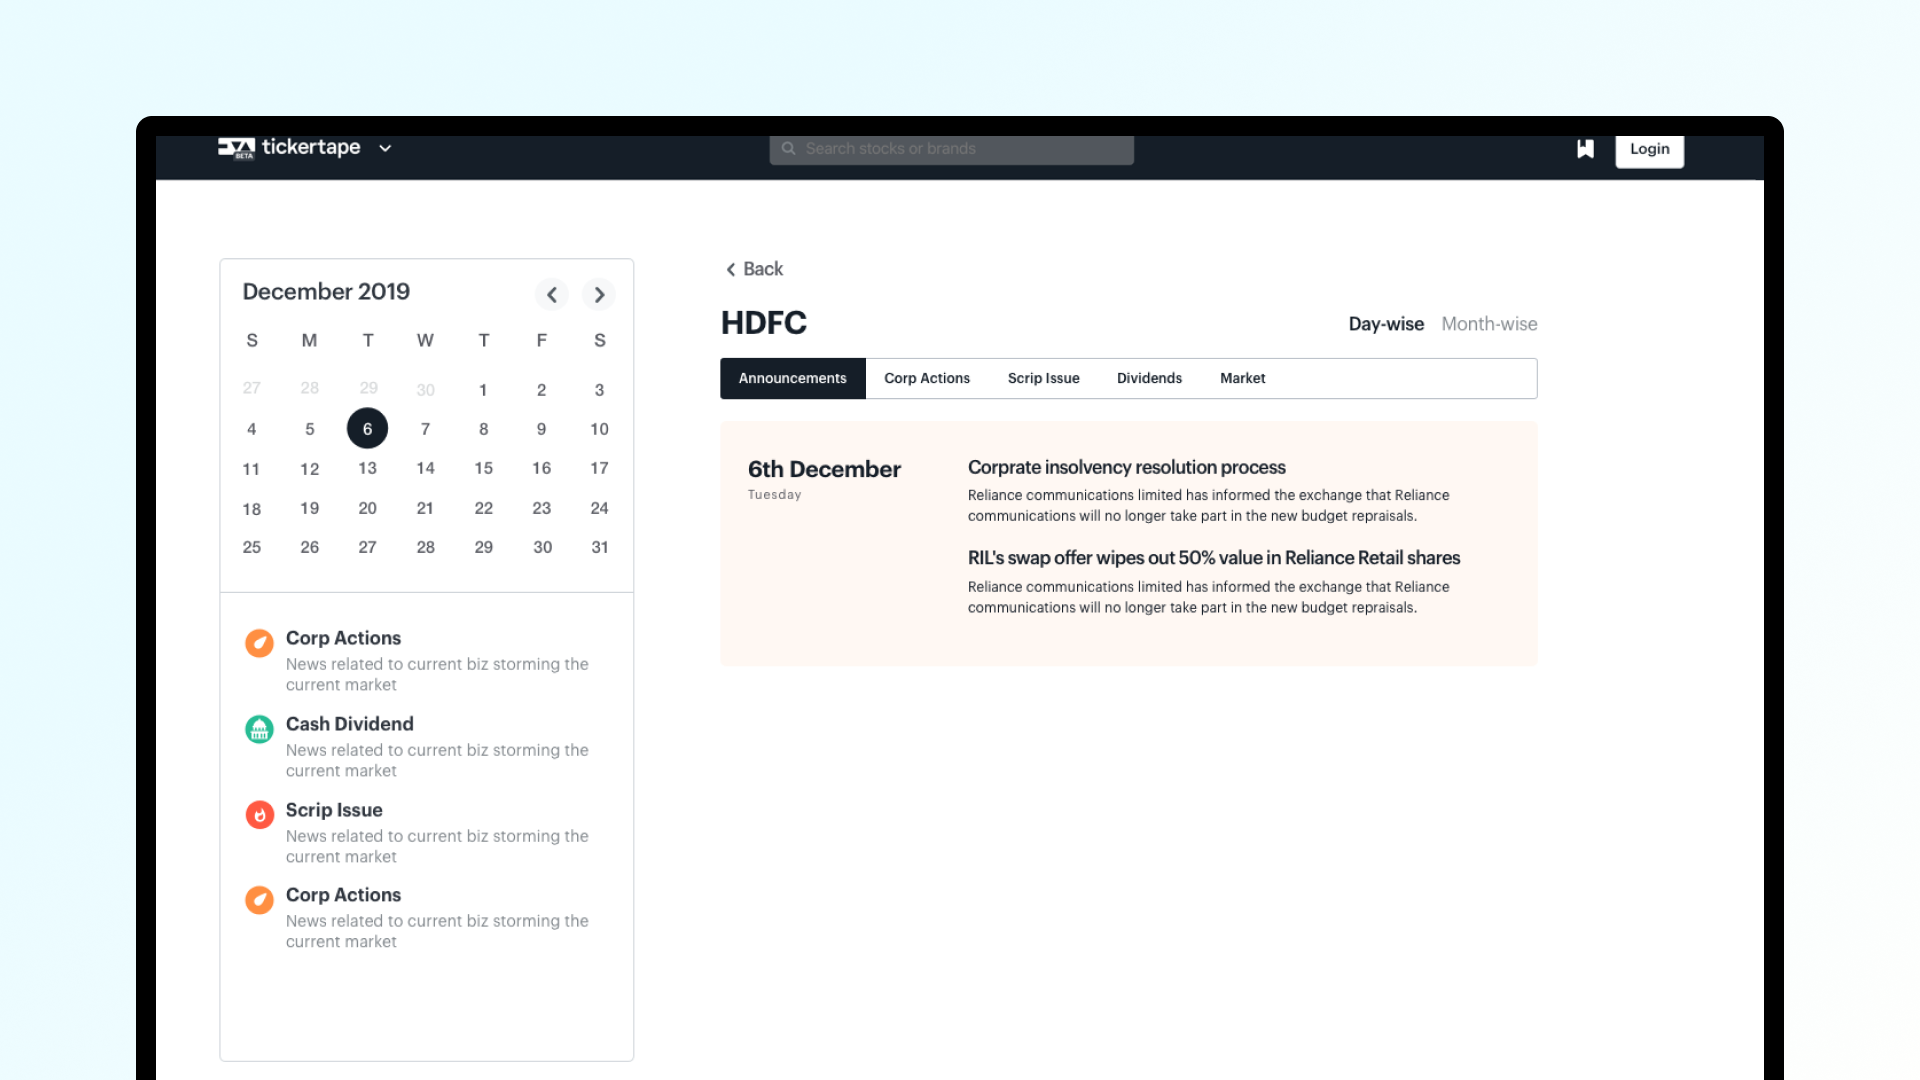 BETA
tickertape
Search stocks or brands
Login
December 2019
S M T W T F S
27 28 29 30 1 2 3
4 5 6 7 8 9 10
11 12 13 14 15 16 17
18 19 20 21 22 23 24
25 26 27 28 29 30 31
Corp Actions
News related to current biz storming the
current market
Cash Dividend
News related to current biz storming the
current market
Scrip Issue
News related to current biz storming the
current market
Corp Actions
News related to current biz storming the
current market
Back
HDFC
Day-wise Month-wise
Announcements Corp Actions Scrip Issue Dividends Market
6th December
Tuesday
Corprate insolvency resolution process
Reliance communications limited has informed the exchange that Reliance
communications will no longer take part in the new budget repraisals.
RIL's swap offer wipes out 50% value in Reliance Retail shares
Reliance communications limited has informed the exchange that Reliance
communications will no longer take part in the new budget repraisals.